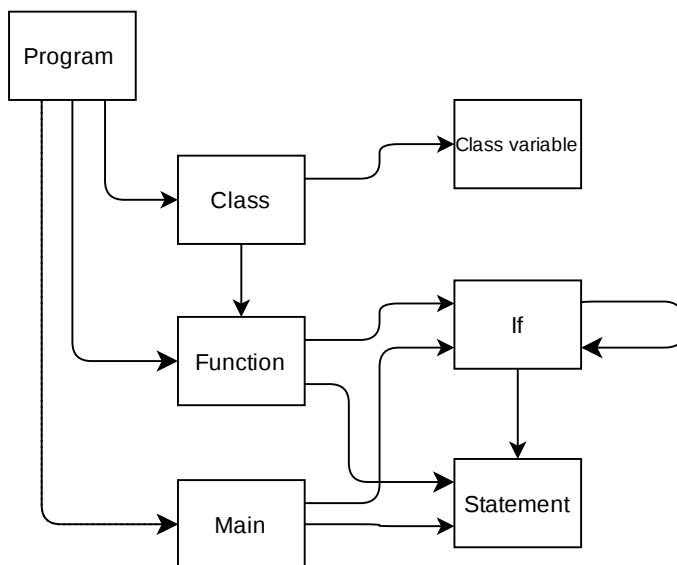 Program
Class variable
Class
If
Function
Statement
Main